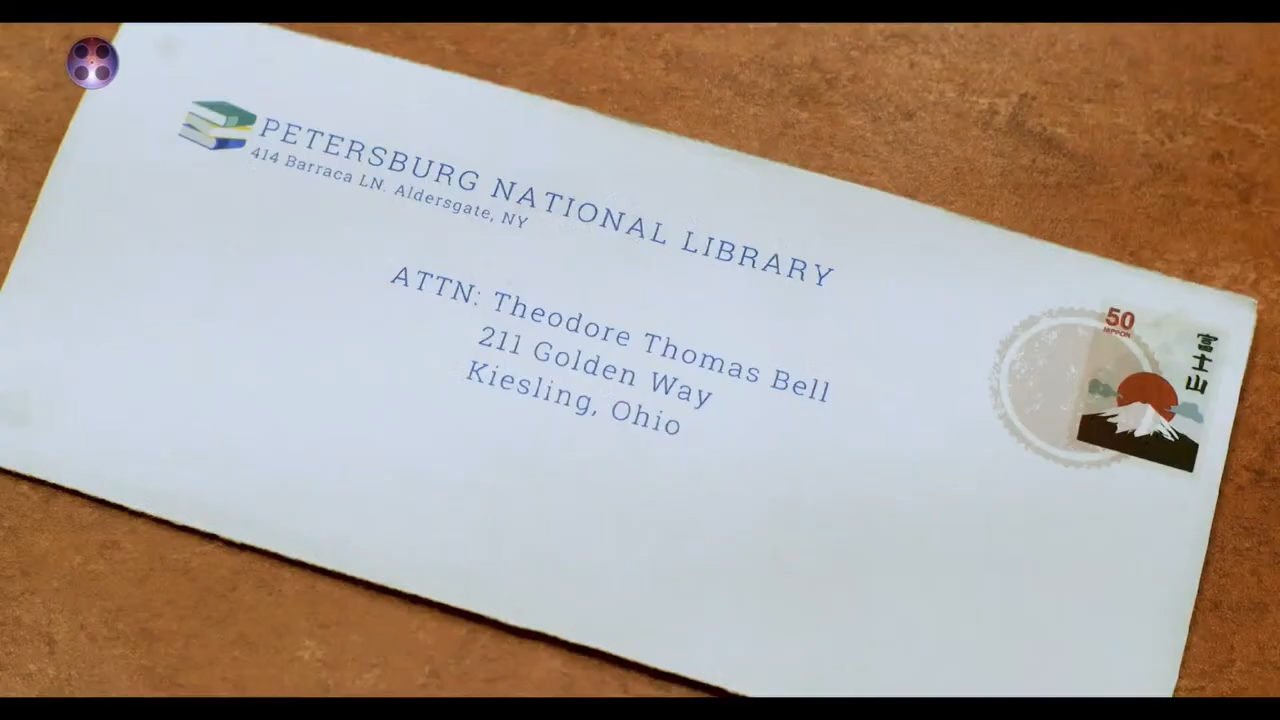 PETERSBURG NATIONAL LIBRARY
414 Barraca LN. Aldersgate, NY
ATTN: Theodore Thomas Bell
211 Golden Way
Kiesling, Ohio
50
NIPPON
富士山